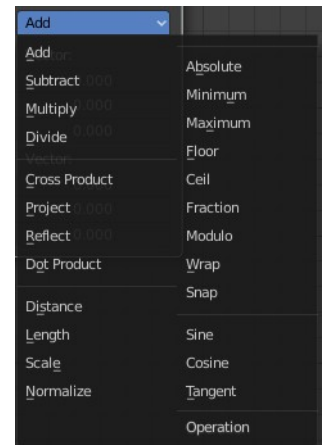 Add
Add
Subtract
Multiply
Divide
Cross Product
Project
Reflect
Dot Product
Distance
Length
Scale
Normalize
Absolute
Minimum
Maximum
Floor
Ceil
Fraction
Modulo
Wrap
Snap
Sine
Cosine
Tangent
Operation